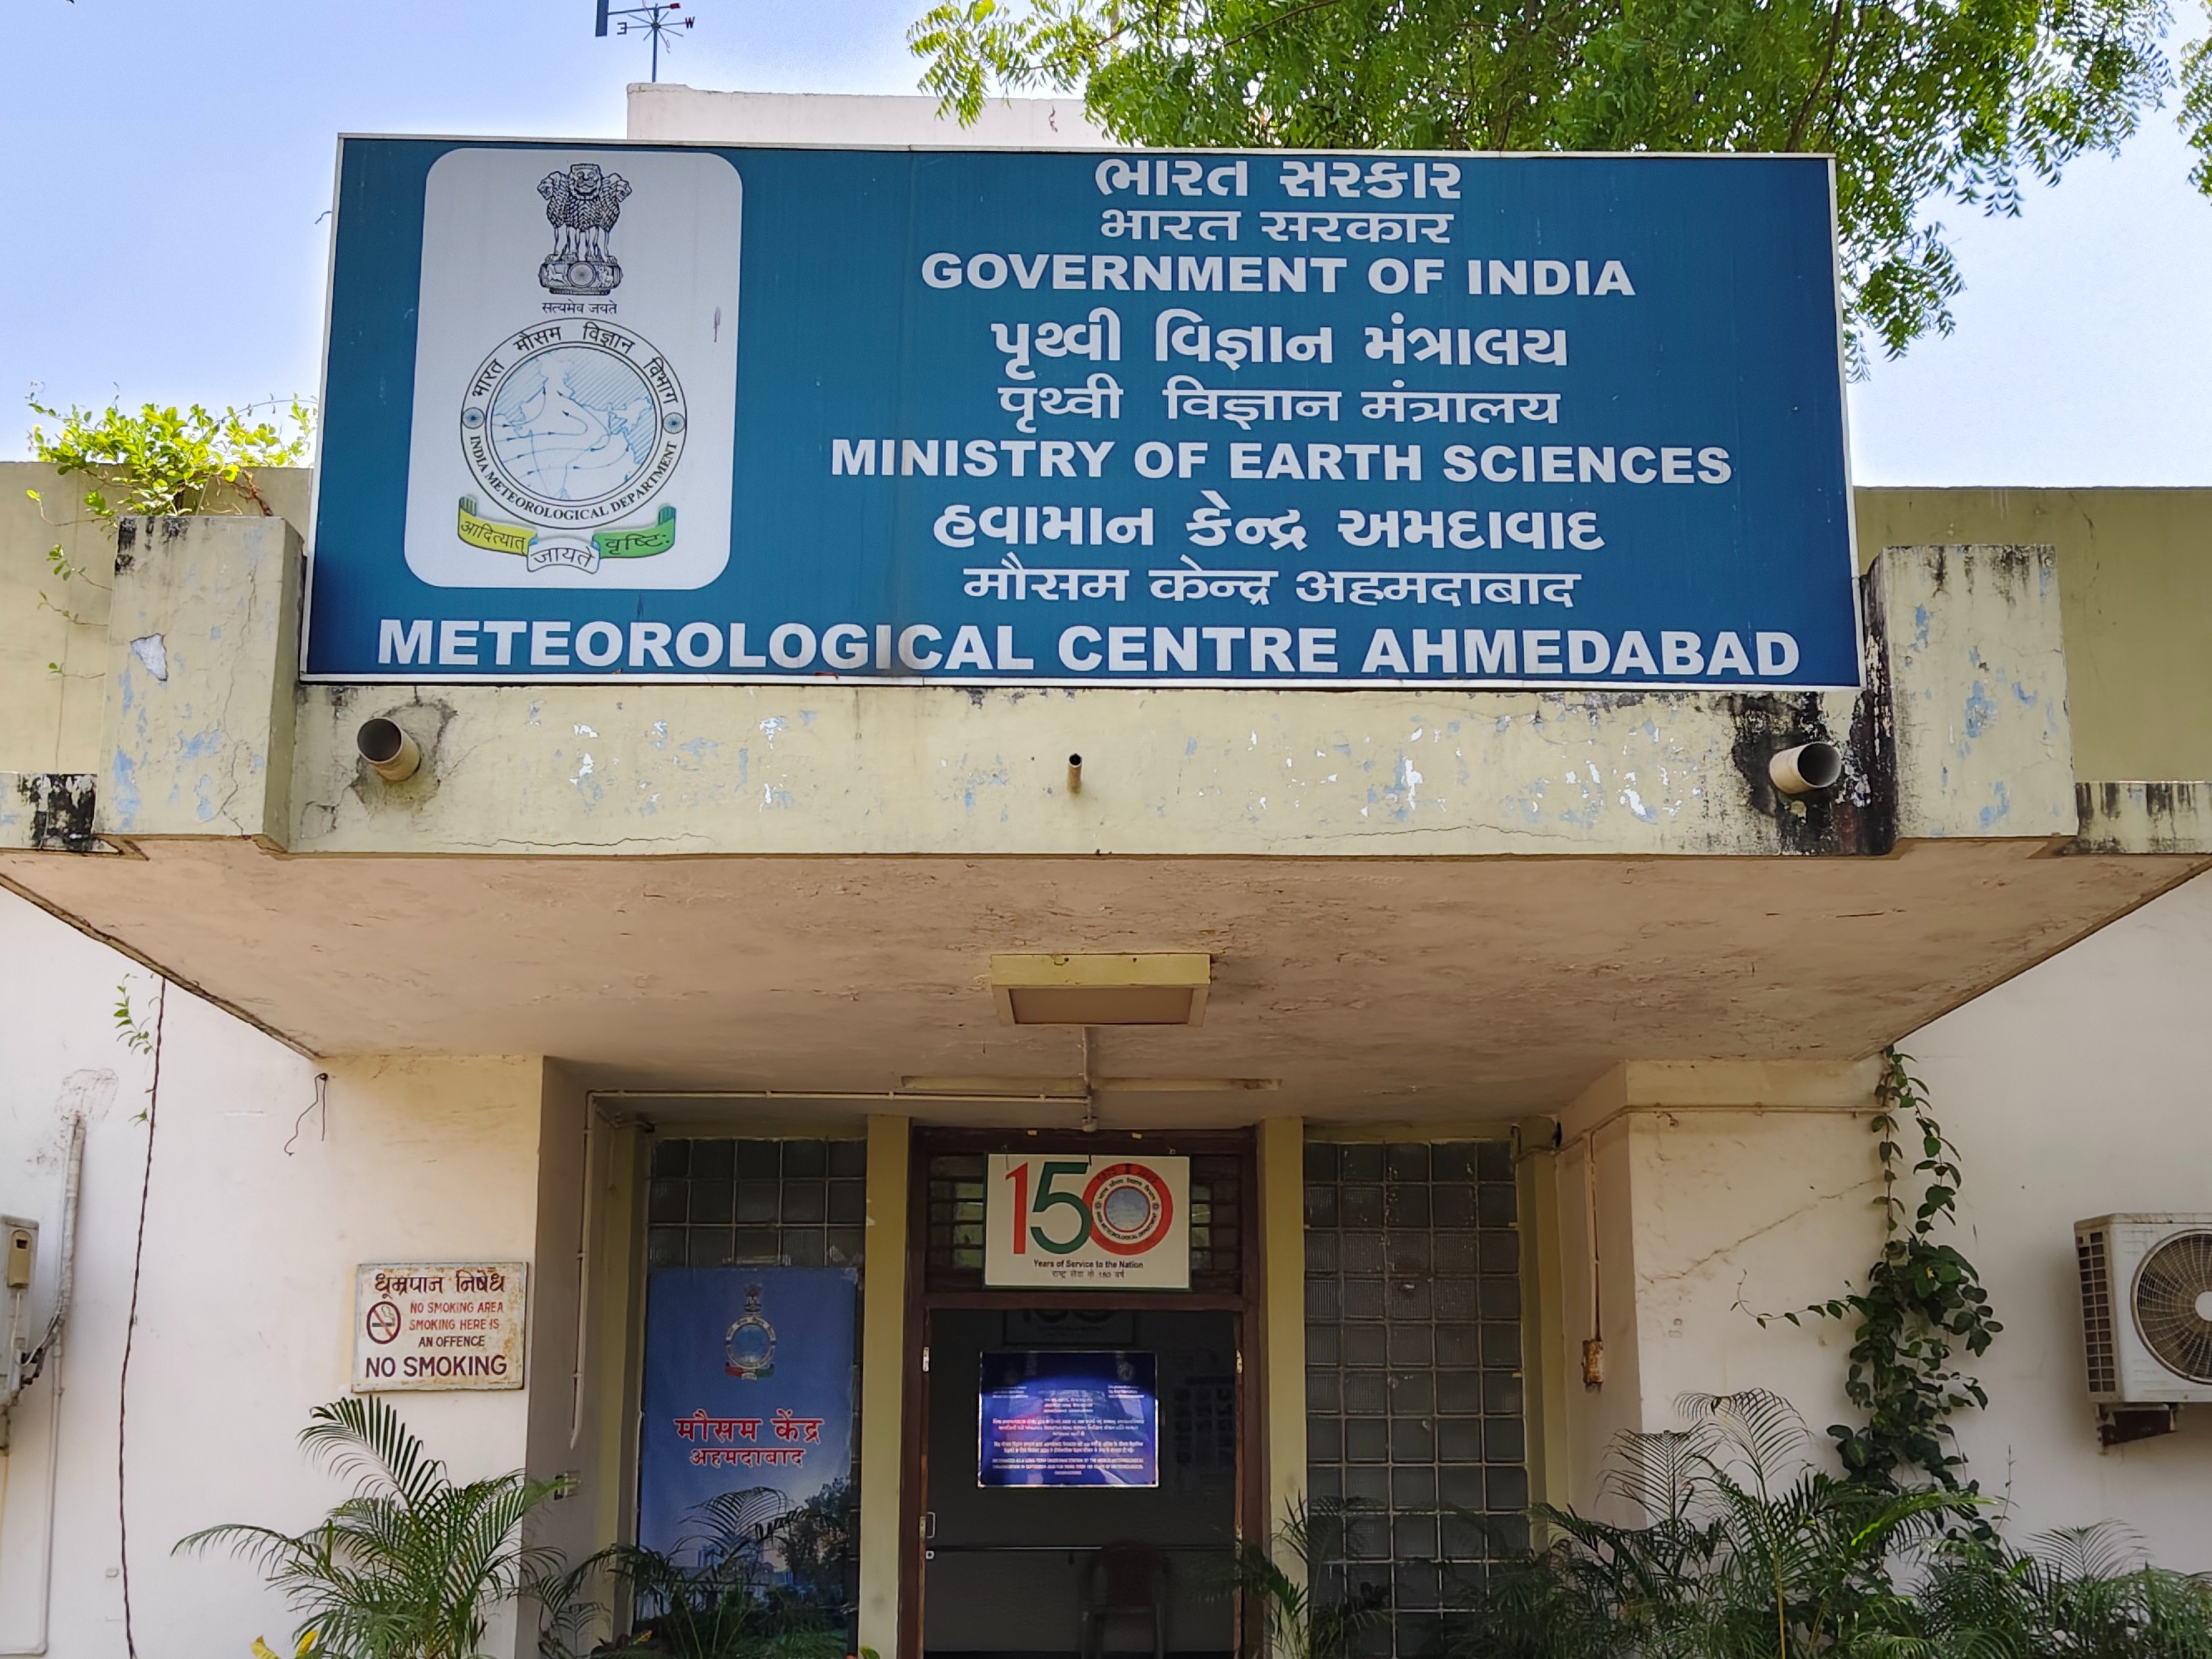 E W
ભારત સરકાર
भारत सरकार
GOVERNMENT OF INDIA
પૃથ્વી વિજ્ઞાન મંત્રાલય
पृथ्वी विज्ञान मंत्रालय
MINISTRY OF EARTH SCIENCES
હવામાન કેન્દ્ર અમદાવાદ
मौसम केन्द्र अहमदाबाद
METEOROLOGICAL CENTRE AHMEDABAD
सत्यमेव जयते
भारत मौसम विज्ञान विभाग
INDIA METEOROLOGICAL DEPARTMENT
आदित्यात् जायते वृष्टिः
150
Years of Service to the Nation
राष्ट्र सेवा के 150 वर्ष
धूम्रपान निषेध
NO SMOKING AREA
SMOKING HERE IS
AN OFFENCE
NO SMOKING
मौसम केंद्र
अहमदाबाद